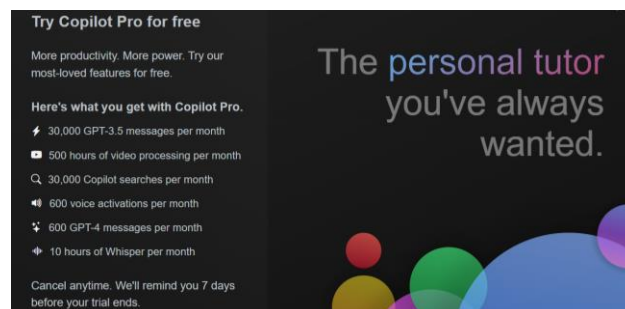 Try Copilot Pro for free
More productivity. More power. Try our
most-loved features for free.
Here's what you get with Copilot Pro.
30,000 GPT-3.5 messages per month
500 hours of video processing per month
30,000 Copilot searches per month
600 voice activations per month
600 GPT-4 messages per month
10 hours of Whisper per month
Cancel anytime. We'll remind you 7 days
before your trial ends.
The personal tutor
you've always
wanted.